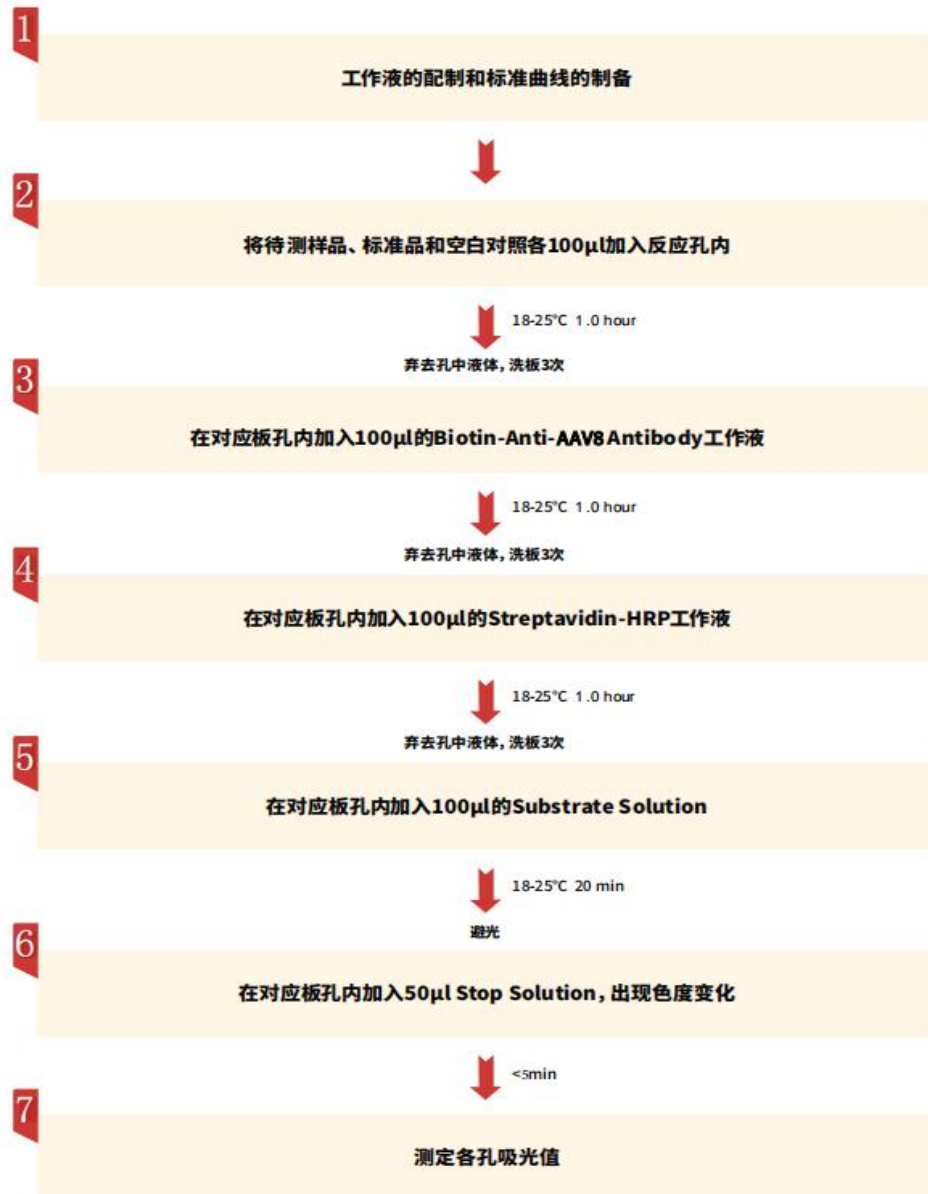 1
工作液的配制和标准曲线的制备
2
将待测样品、标准品和空白对照各100μl加入反应孔内
18-25℃ 1.0 hour
弃去孔中液体，洗板3次
3
在对应板孔内加入100μl的Biotin-Anti-AAV8 Antibody工作液
18-25℃ 1.0 hour
弃去孔中液体，洗板3次
4
在对应板孔内加入100μl的Streptavidin-HRP工作液
18-25℃ 1.0 hour
弃去孔中液体，洗板3次
5
在对应板孔内加入100μl的Substrate Solution
18-25℃ 20 min
避光
6
在对应板孔内加入50μl Stop Solution，出现色度变化
<5min
7
测定各孔吸光值